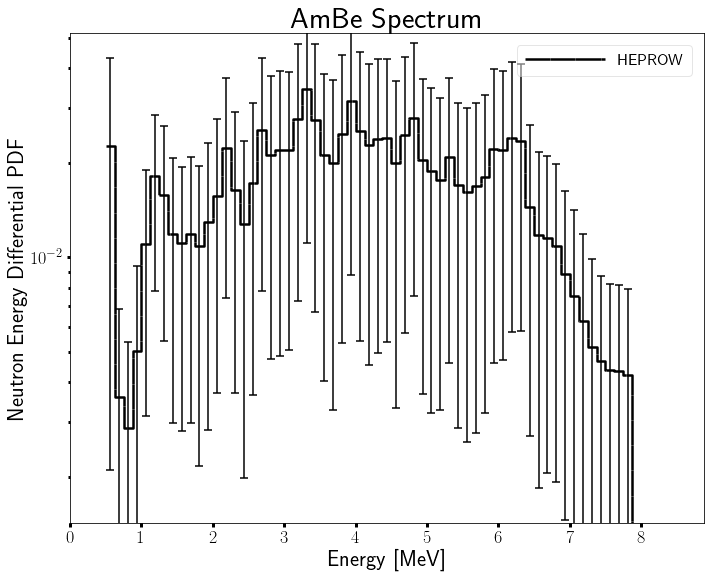 AmBe Spectrum
HEPROW
Neutron Energy Differential PDF
10^{-2}
0 1 2 3 4 5 6 7 8
Energy [MeV]